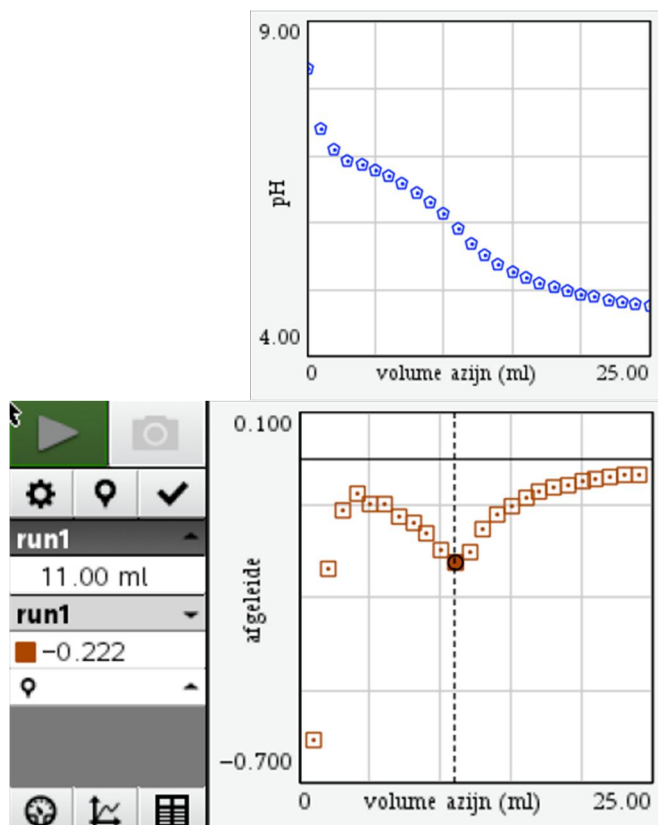 9.00
pH
4.00
0 volume azijn (ml) 25.00
run1
11.00 ml
run1
−0.222
0.100
afgeleide
−0.700
0 volume azijn (ml) 25.00